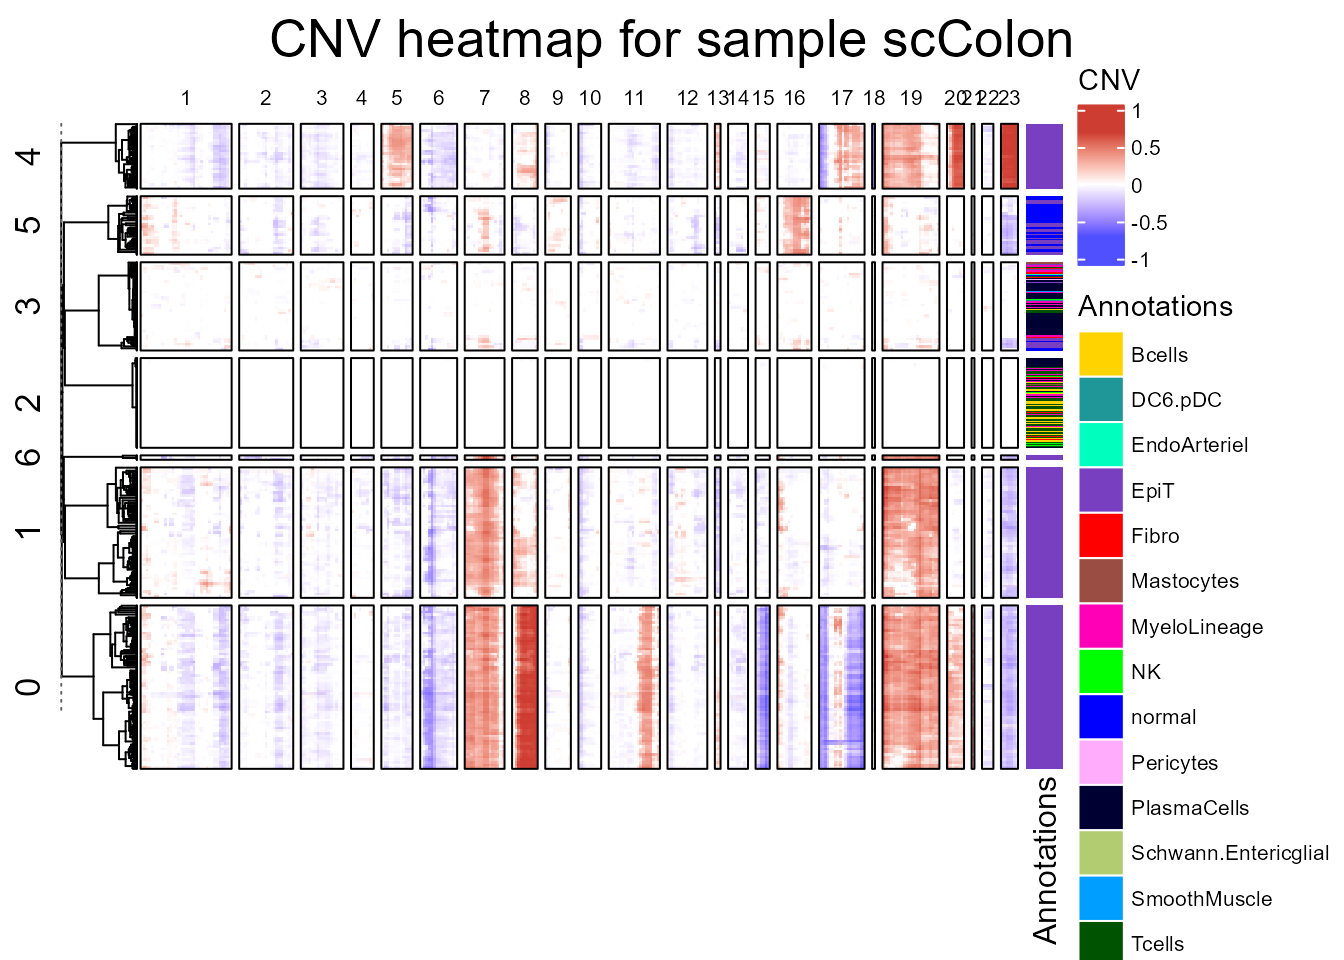 CNV heatmap for sample scColon
1 2 3 4 5 6 7 8 9 10 11 12 13 14 15 16 17 18 19 20 21 22 23
4
5
3
2
6
1
0
Annotations
CNV
1
0.5
0
-0.5
-1
Annotations
Bcells
DC6.pDC
EndoArteriel
EpiT
Fibro
Mastocytes
MyeloLineage
NK
normal
Pericytes
PlasmaCells
Schwann.Entericglial
SmoothMuscle
Tcells